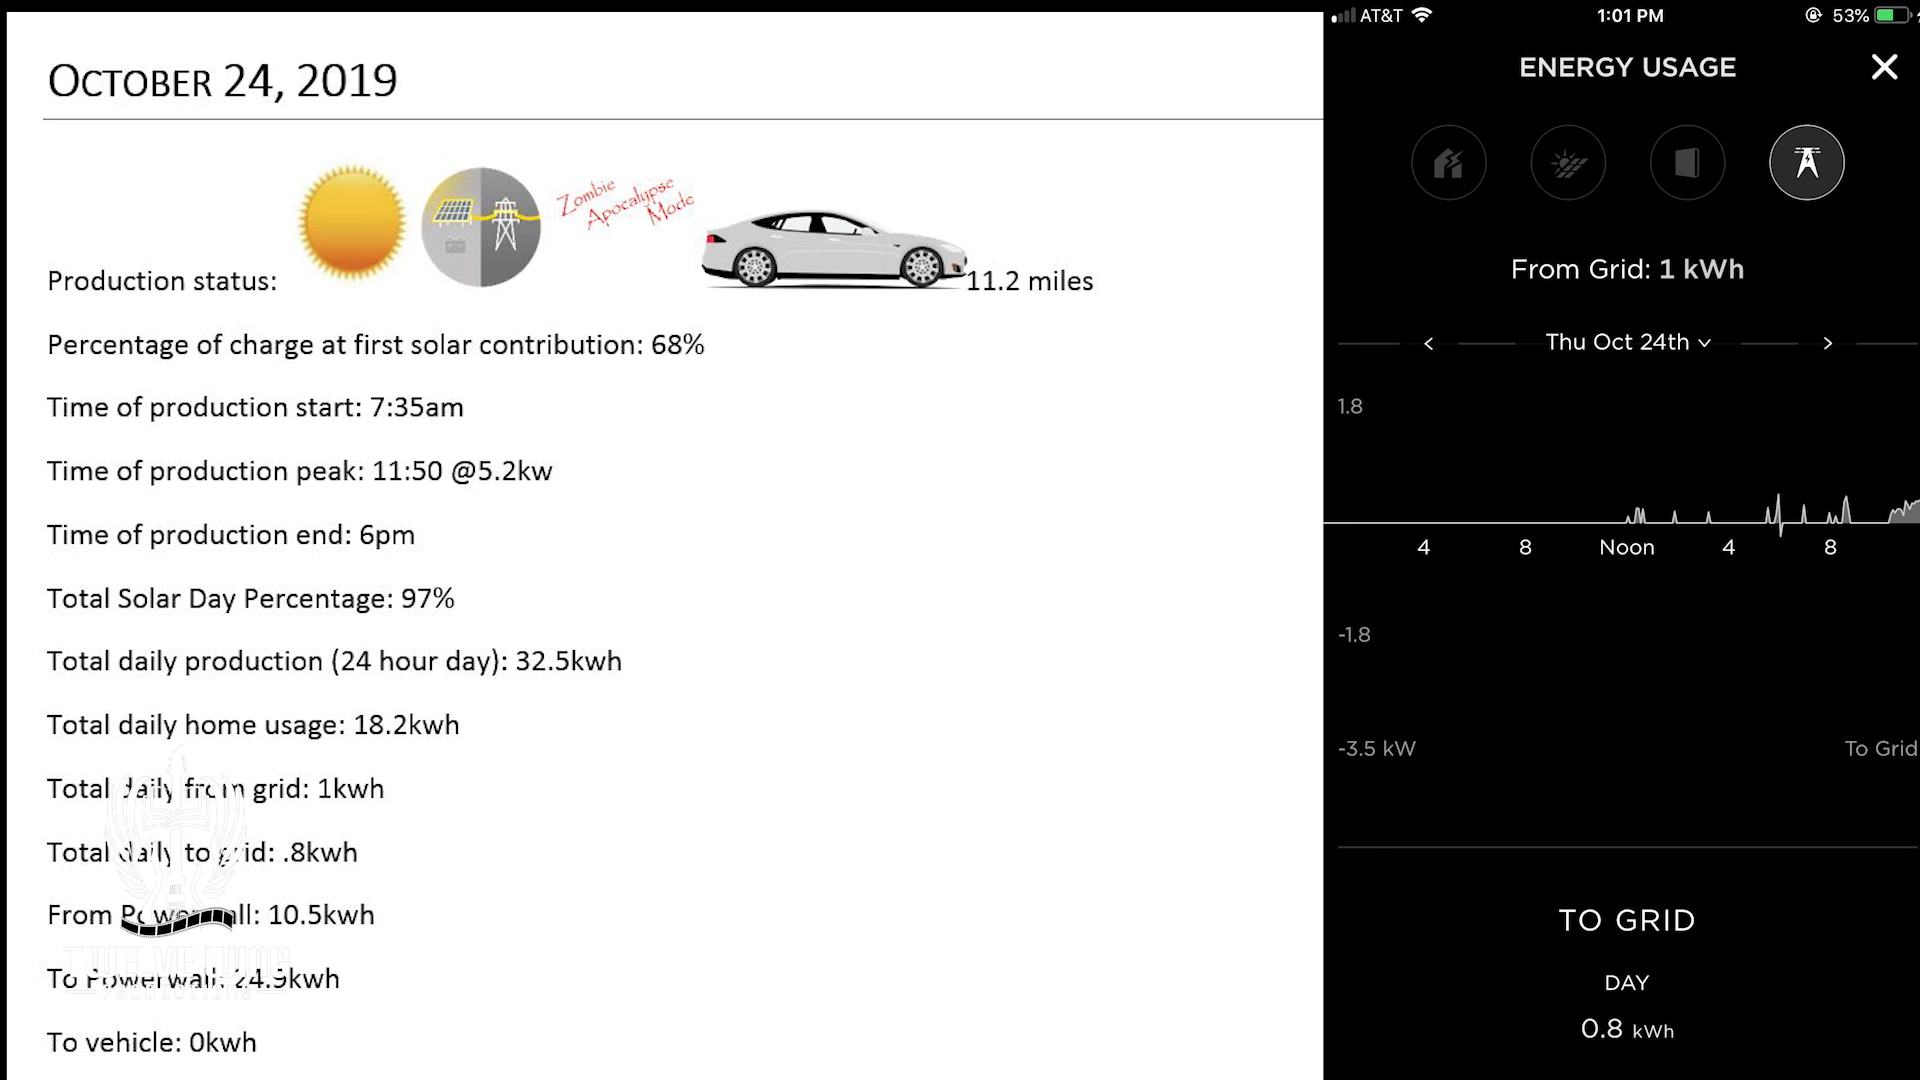 OCTOBER 24, 2019
Zombie
Apocalypse
Mode
Production status:
11.2 miles
Percentage of charge at first solar contribution: 68%
Time of production start: 7:35am
Time of production peak: 11:50 @5.2kw
Time of production end: 6pm
Total Solar Day Percentage: 97%
Total daily production (24 hour day): 32.5kwh
Total daily home usage: 18.2kwh
Total daily from grid: 1kwh
Total daily to grid: .8kwh
From Powerwall: 10.5kwh
To Powerwall: 24.9kwh
To vehicle: 0kwh
AT&T 1:01 PM 53%
ENERGY USAGE
From Grid: 1 kWh
Thu Oct 24th
1.8
4 8 Noon 4 8
-1.8
-3.5 kW To Grid
TO GRID
DAY
0.8 kWh